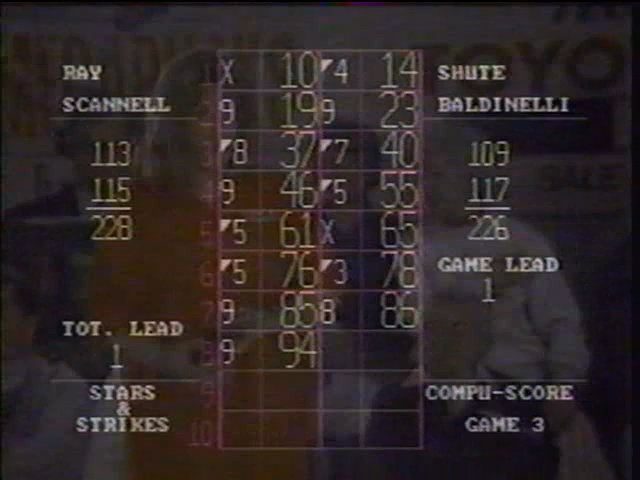 RAY
SCANNELL
113
115
228
TOT. LEAD
1
STARS
&
STRIKES
1 X 10 4 14
2 9 19 9 23
3 8 37 7 40
4 9 46 5 55
5 5 61 X 65
6 5 76 3 78
7 9 85 8 86
8 9 94
9
10
SHUTE
BALDINELLI
109
117
226
GAME LEAD
1
COMPU-SCORE
GAME 3
TOYO
SALE